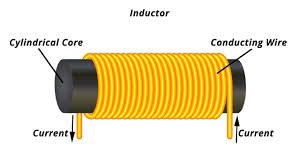 Inductor
Cylindrical Core
Conducting Wire
Current
Current